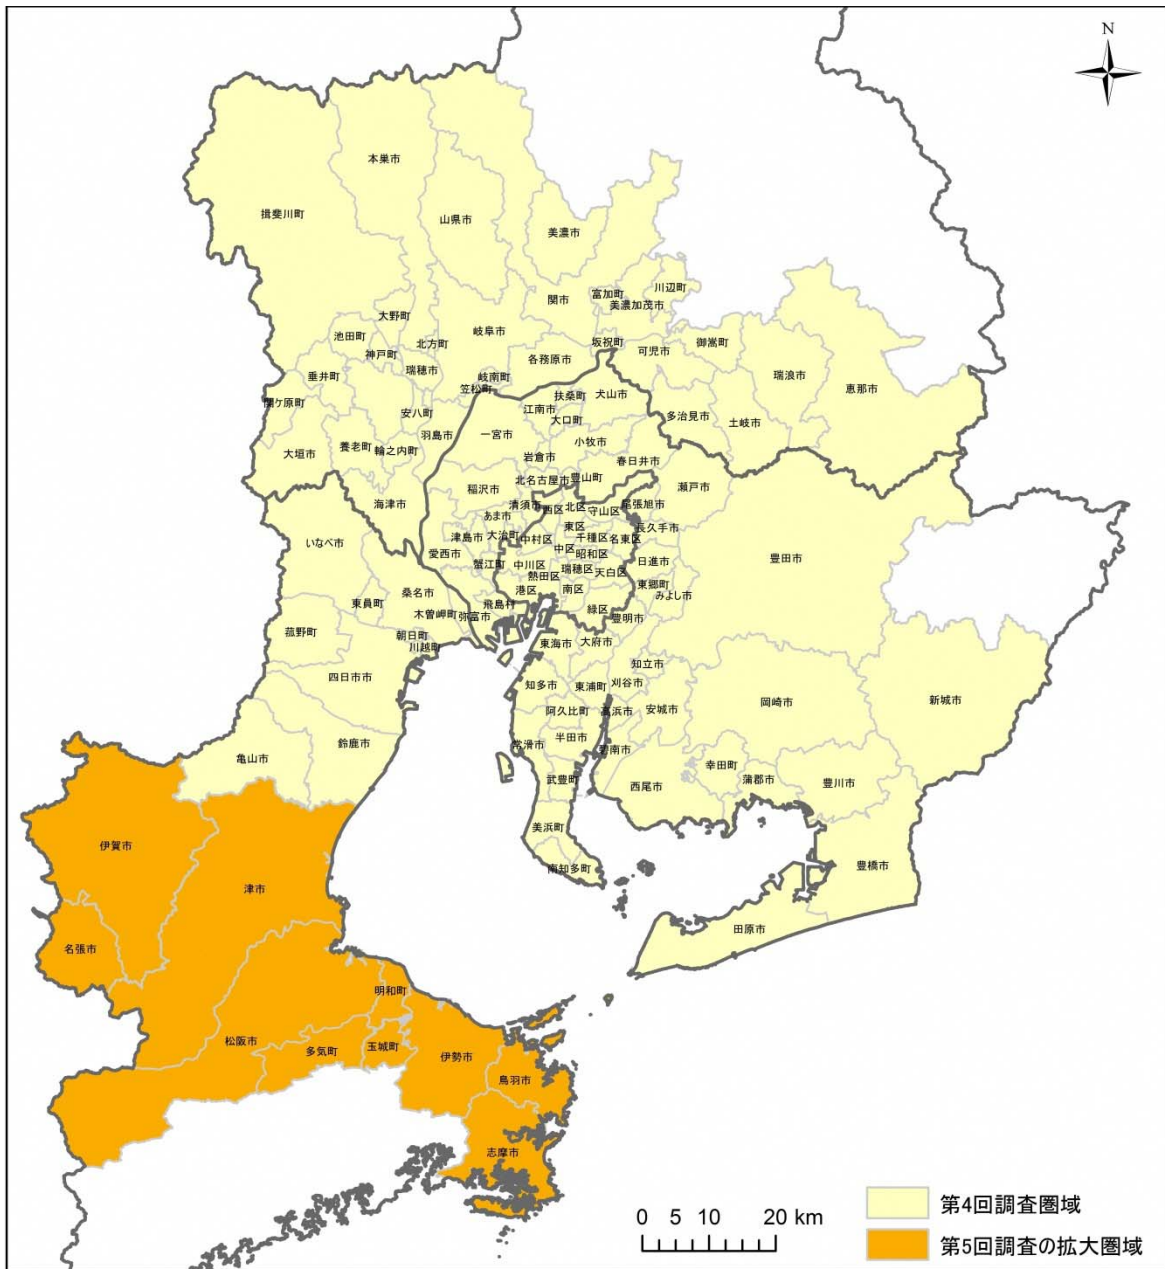 N
本巣市
揖斐川町
山県市
美濃市
川辺町
富加町
関市
美濃加茂市
大野町
岐阜市
池田町
北方町
坂祝町
御嵩町
神戸町
各務原市
可児市
瑞穂市
垂井町
岐南町
瑞浪市
恵那市
笠松町
関ケ原町
扶桑町
犬山市
安八町
江南市
多治見市
土岐市
大口町
羽島市
一宮市
養老町
小牧市
輪之内町
大垣市
岩倉市
春日井市
北名古屋市
豊山町
稲沢市
瀬戸市
海津市
清須市
西区
北区
守山区
尾張旭市
あま市
東区
長久手市
津島市
大治町
中村区
千種区
名東区
いなべ市
中区
昭和区
愛西市
豊田市
蟹江町
中川区
瑞穂区
天白区
日進市
熱田区
東郷町
桑名市
港区
南区
みよし市
東員町
飛島村
緑区
木曽岬町
弥富市
豊明市
菰野町
朝日町
川越町
東海市
大府市
知立市
四日市市
知多市
東浦町
刈谷市
岡崎市
新城市
阿久比町
高浜市
安城市
鈴鹿市
半田市
常滑市
碧南市
亀山市
幸田町
武豊町
蒲郡市
豊川市
西尾市
美浜町
伊賀市
南知多町
豊橋市
津市
田原市
名張市
明和町
松阪市
多気町
玉城町
伊勢市
鳥羽市
志摩市
第4回調査圏域
0 5 10 20 km
第5回調査の拡大圏域